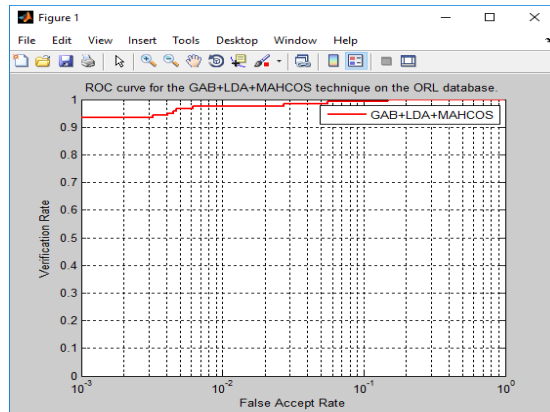 Figure 1
File Edit View Insert Tools Desktop Window Help
ROC curve for the GAB+LDA+MAHCOS technique on the ORL database.
GAB+LDA+MAHCOS
Verification Rate
1
0.9
0.8
0.7
0.6
0.5
0.4
0.3
0.2
0.1
0
10^-3 10^-2 10^-1 10^0
False Accept Rate